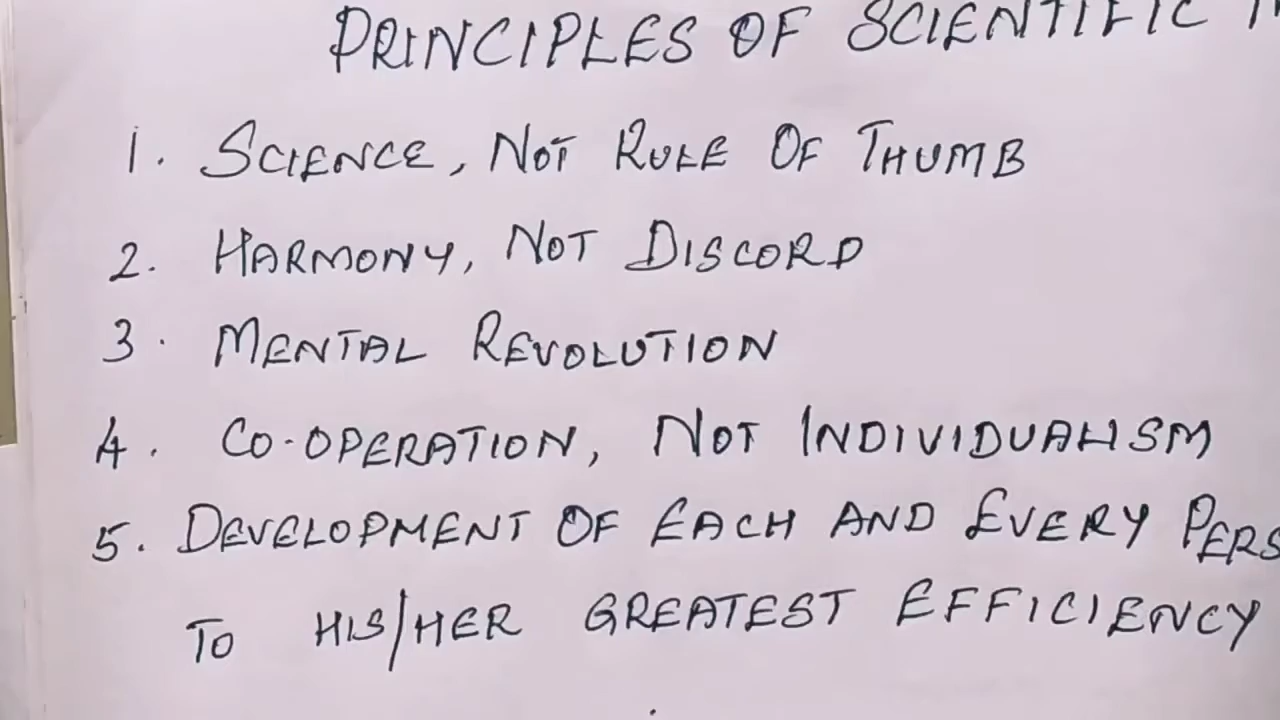 PRINCIPLES OF SCIENTIFIC
1. SCIENCE, NOT RULE OF THUMB
2. HARMONY, NOT DISCORD
3. MENTAL REVOLUTION
4. CO-OPERATION, NOT INDIVIDUALISM
5. DEVELOPMENT OF EACH AND EVERY PERS
TO HIS/HER GREATEST EFFICIENCY